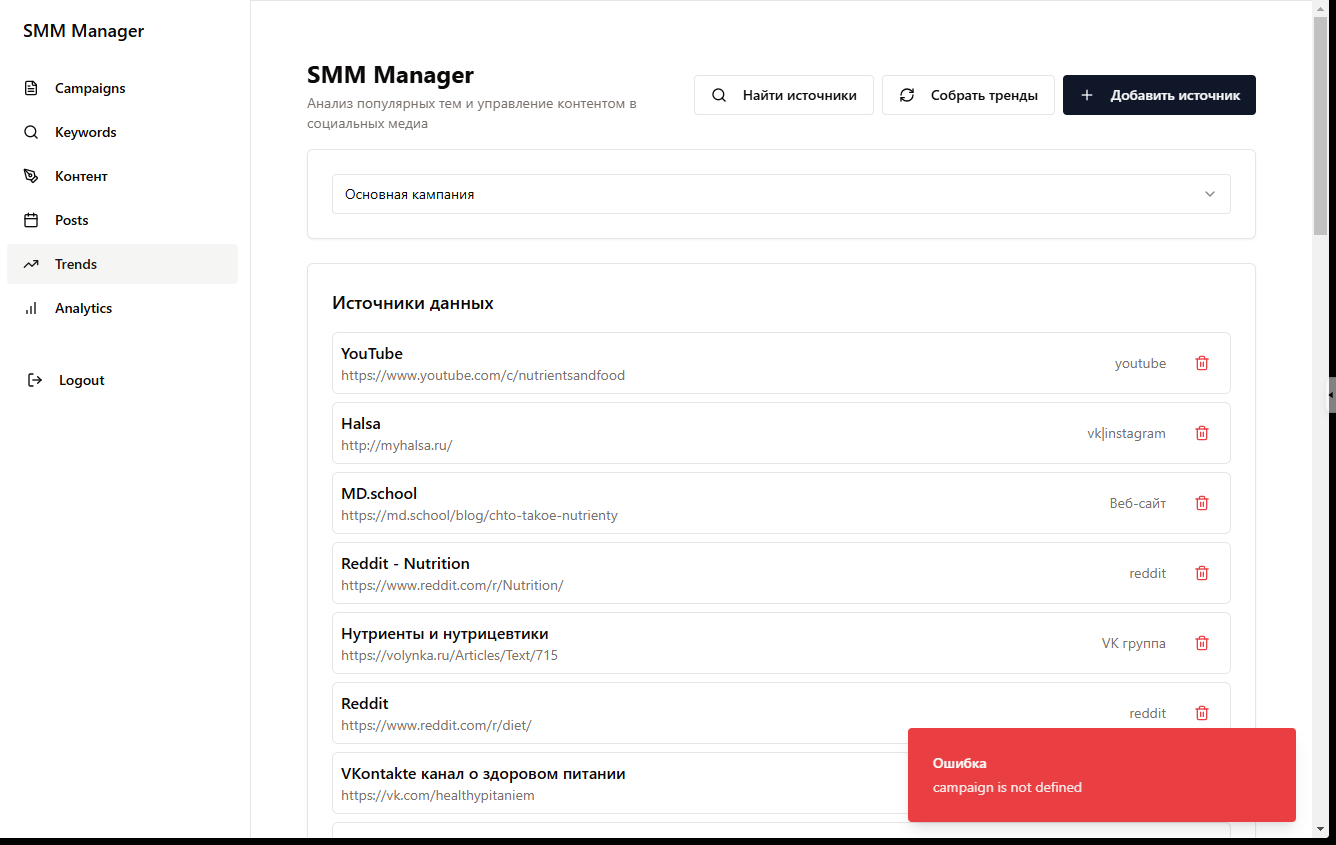 SMM Manager
Campaigns
Keywords
Контент
Posts
Trends
Analytics
Logout
SMM Manager
Анализ популярных тем и управление контентом в
социальных медиа
Найти источники
Собрать тренды
Добавить источник
Основная кампания
Источники данных
YouTube
https://www.youtube.com/c/nutrientsandfood
youtube
Halsa
http://myhalsa.ru/
vk|instagram
MD.school
https://md.school/blog/chto-takoe-nutrienty
Веб-сайт
Reddit - Nutrition
https://www.reddit.com/r/Nutrition/
reddit
Нутриенты и нутрицевтики
https://volynka.ru/Articles/Text/715
VK группа
Reddit
https://www.reddit.com/r/diet/
reddit
VKontakte канал о здоровом питании
https://vk.com/healthypitaniem
Ошибка
campaign is not defined